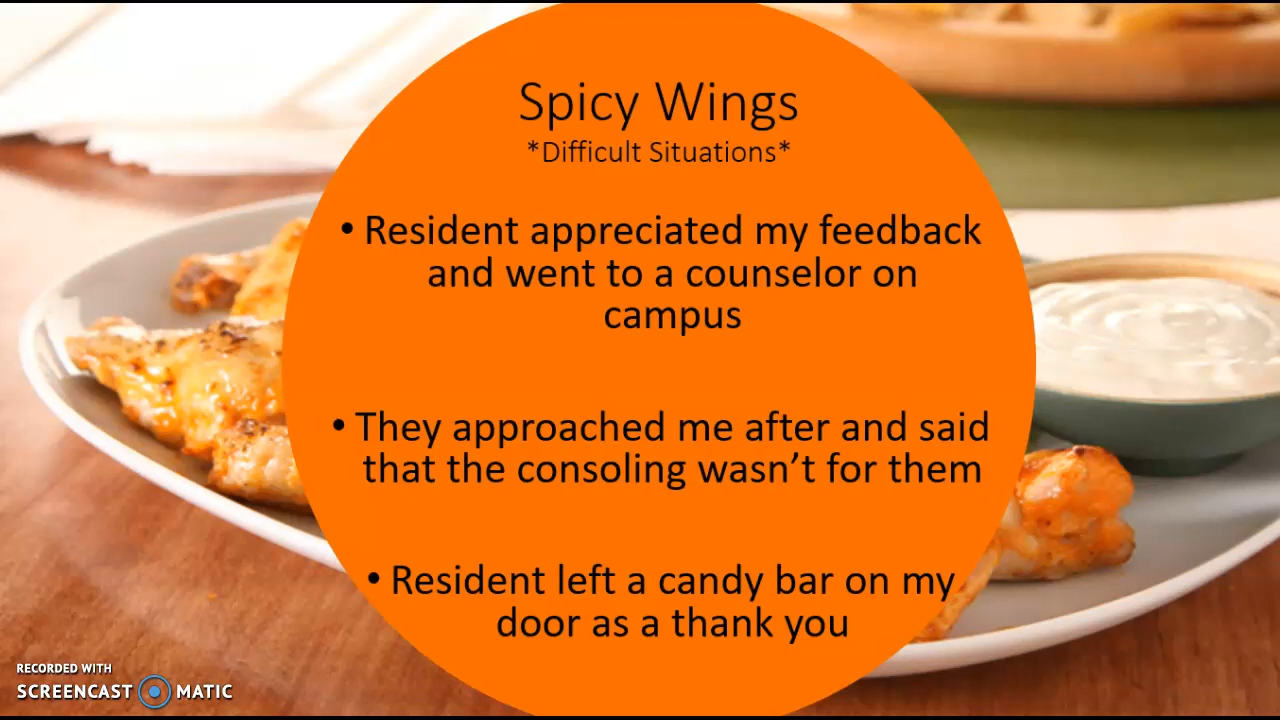 Spicy Wings
*Difficult Situations*
• Resident appreciated my feedback
and went to a counselor on
campus
• They approached me after and said
that the consoling wasn’t for them
• Resident left a candy bar on my
door as a thank you
RECORDED WITH
SCREENCAST MATIC